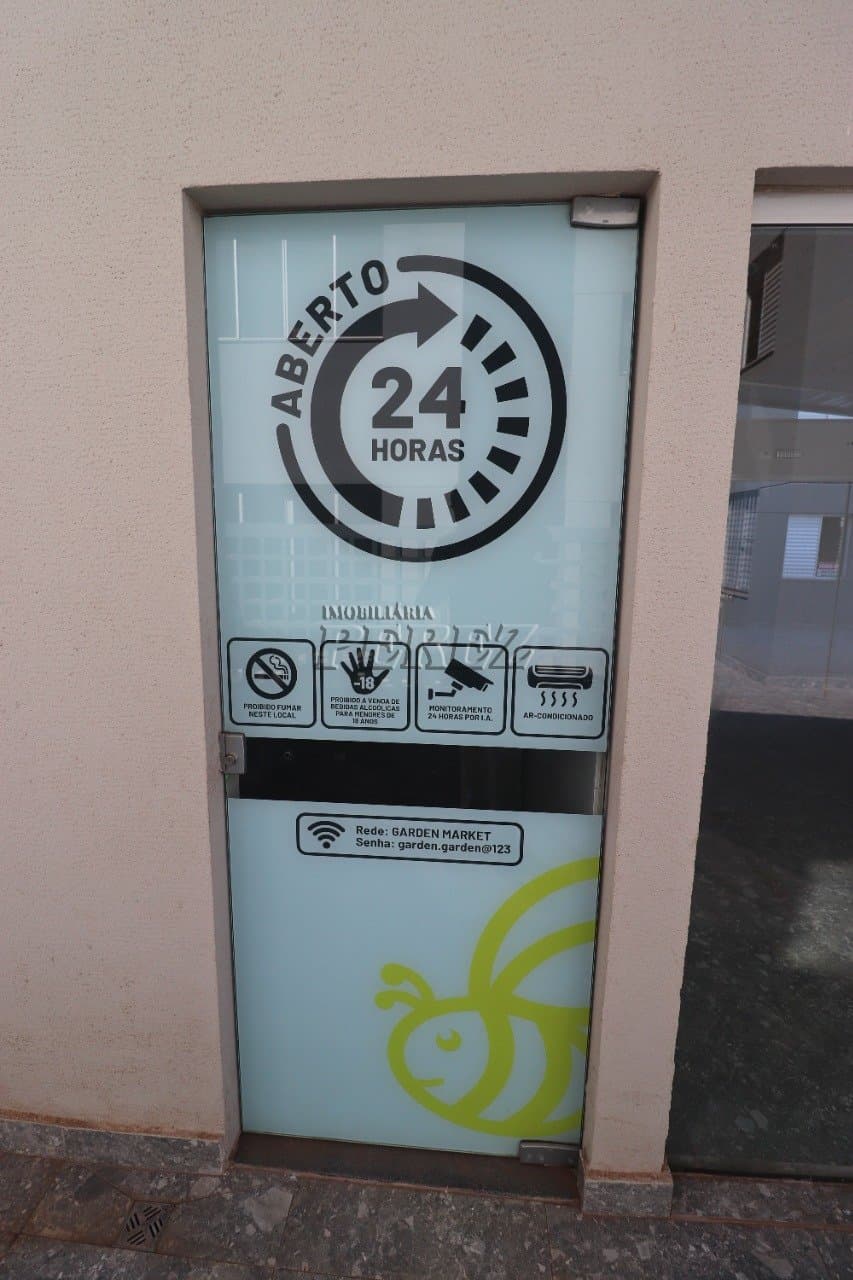 ABERTO
24
HORAS
IMOBILIÁRIA
PEREZ
PROIBIDO FUMAR
NESTE LOCAL
-18
PROIBIDO A VENDA DE
BEBIDAS ALCOÓLICAS
PARA MENORES DE
18 ANOS
MONITORAMENTO
24 HORAS POR I.A.
AR-CONDICIONADO
Rede: GARDEN MARKET
Senha: garden.garden@123